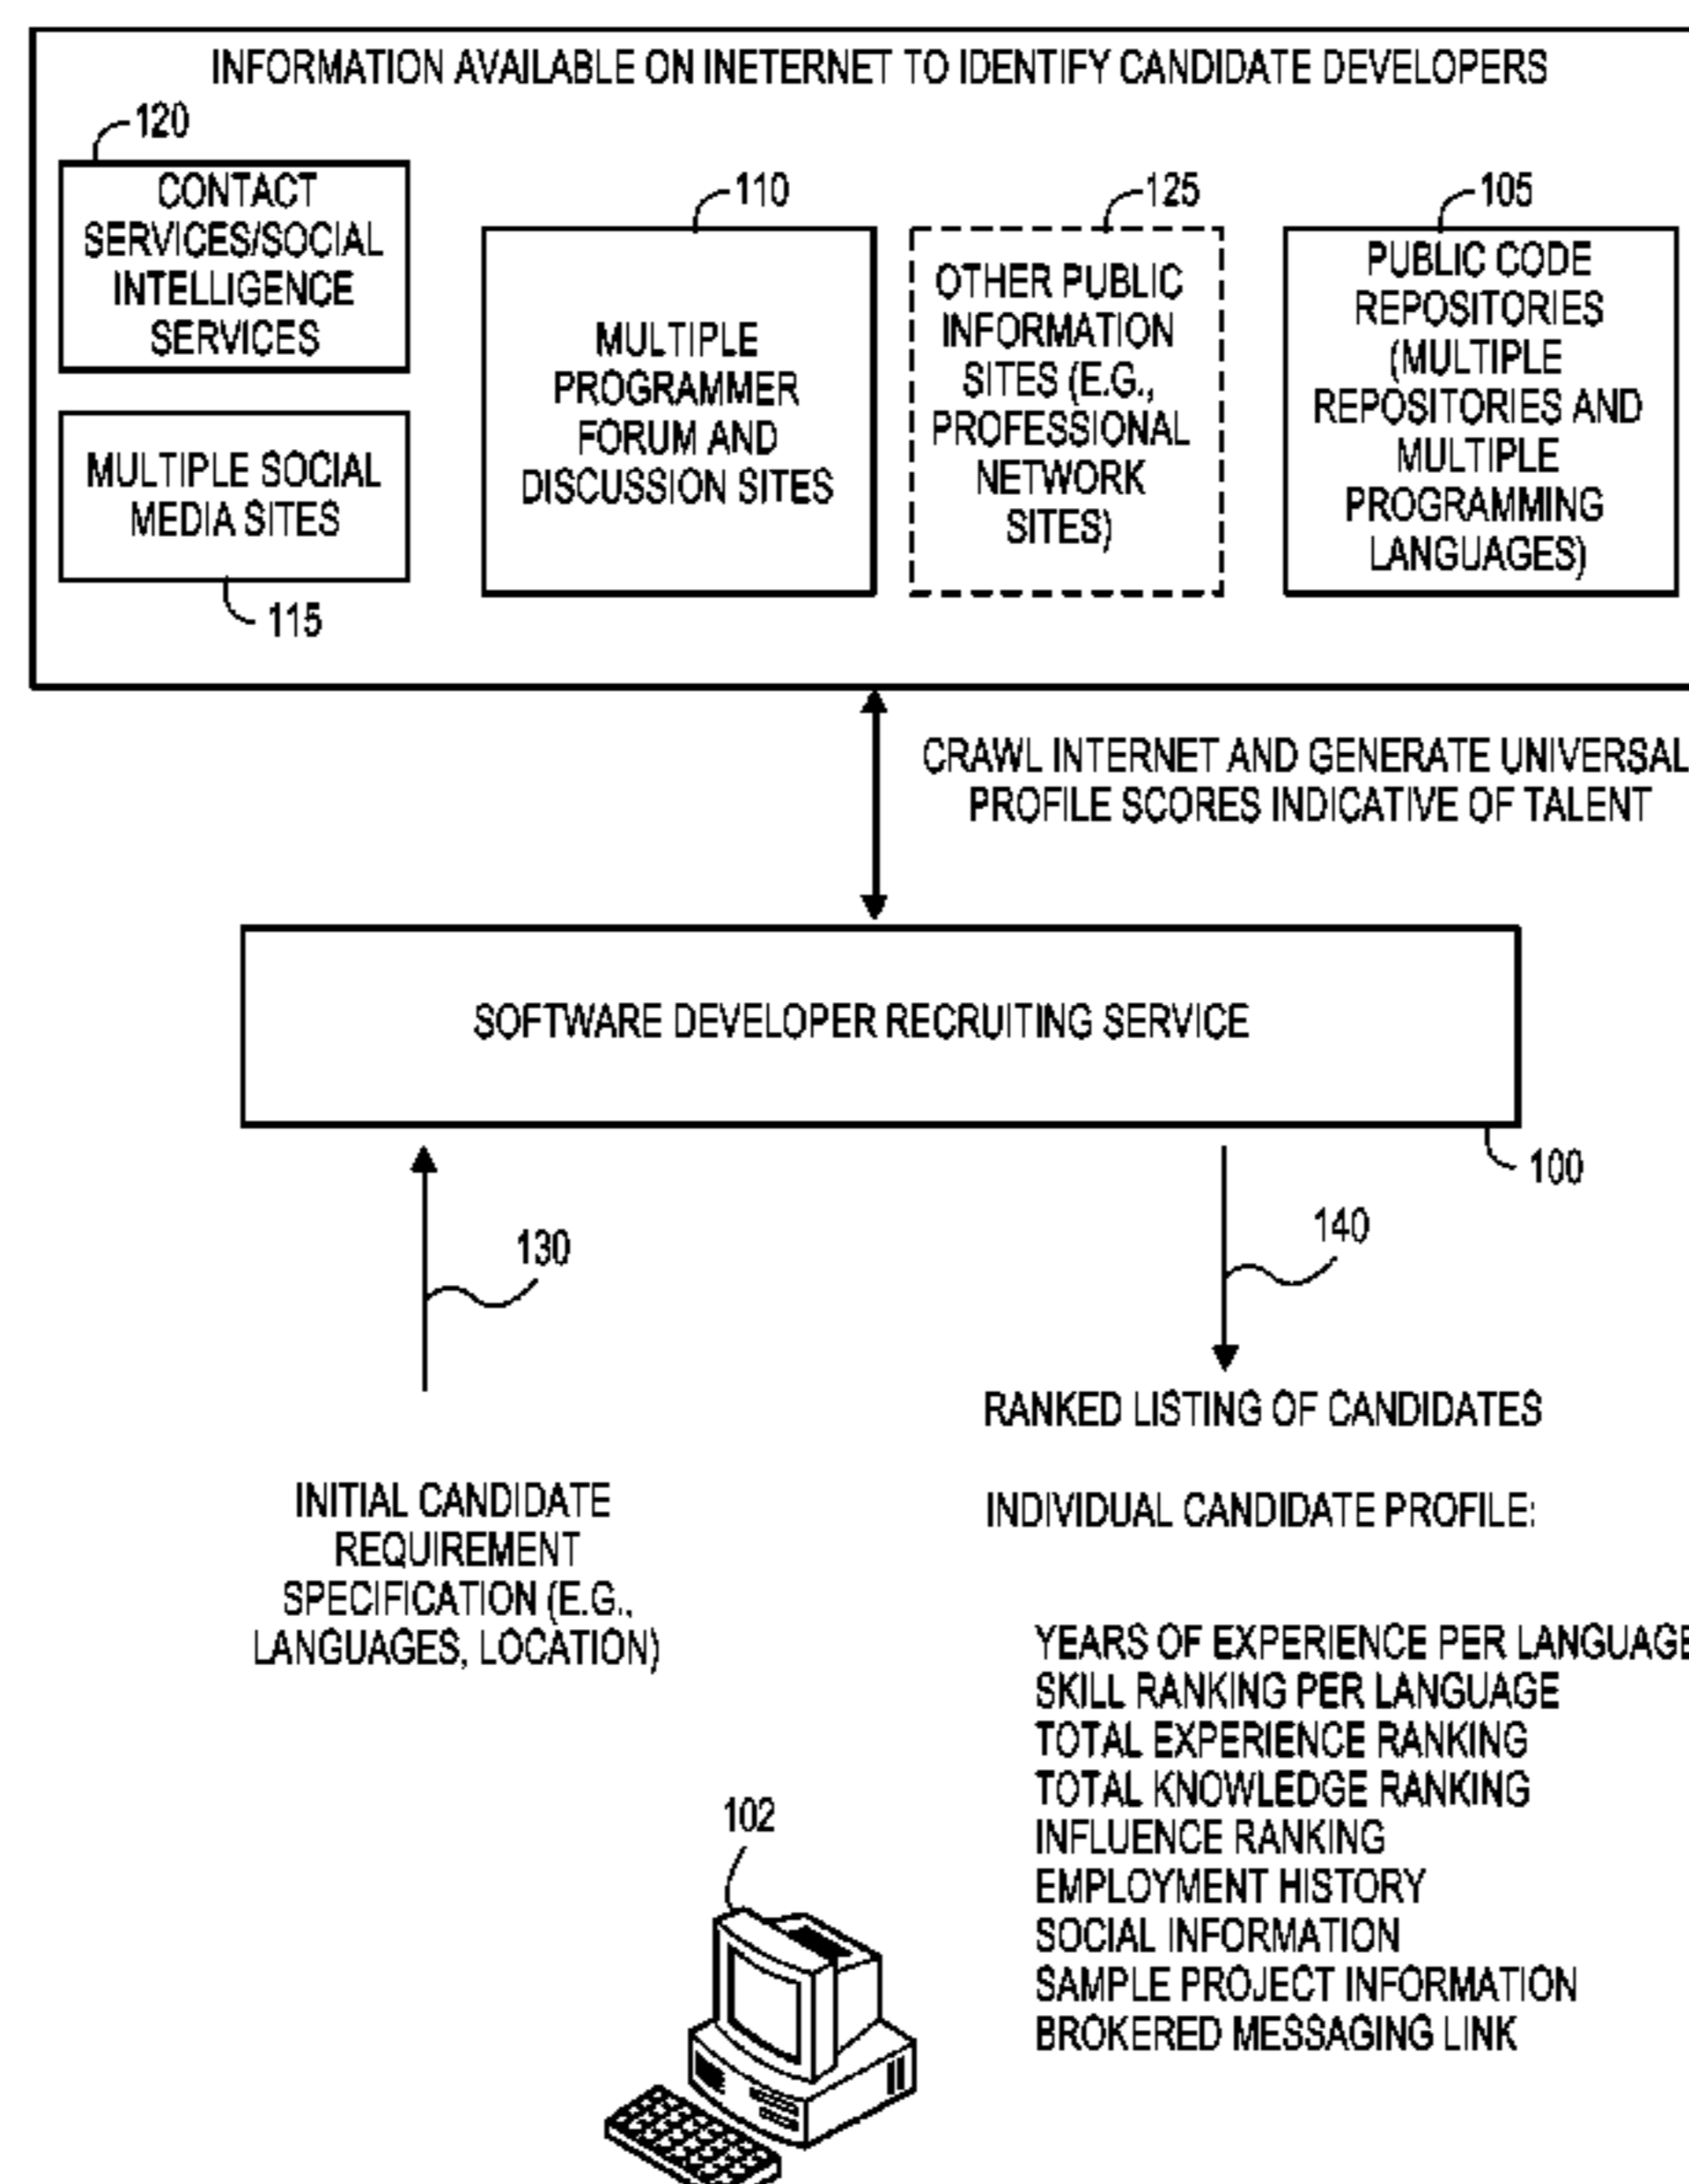 INFORMATION AVAILABLE ON INETERNET TO IDENTIFY CANDIDATE DEVELOPERS
120
CONTACT
SERVICES/SOCIAL
INTELLIGENCE
SERVICES
MULTIPLE SOCIAL
MEDIA SITES
115
110
MULTIPLE
PROGRAMMER
FORUM AND
DISCUSSION SITES
125
OTHER PUBLIC
INFORMATION
SITES (E.G.,
PROFESSIONAL
NETWORK
SITES)
105
PUBLIC CODE
REPOSITORIES
(MULTIPLE
REPOSITORIES AND
MULTIPLE
PROGRAMMING
LANGUAGES)
CRAWL INTERNET AND GENERATE UNIVERSAL
PROFILE SCORES INDICATIVE OF TALENT
SOFTWARE DEVELOPER RECRUITING SERVICE
100
130
140
INITIAL CANDIDATE
REQUIREMENT
SPECIFICATION (E.G.,
LANGUAGES, LOCATION)
RANKED LISTING OF CANDIDATES
INDIVIDUAL CANDIDATE PROFILE:
YEARS OF EXPERIENCE PER LANGUAGE
SKILL RANKING PER LANGUAGE
TOTAL EXPERIENCE RANKING
TOTAL KNOWLEDGE RANKING
INFLUENCE RANKING
EMPLOYMENT HISTORY
SOCIAL INFORMATION
SAMPLE PROJECT INFORMATION
BROKERED MESSAGING LINK
102